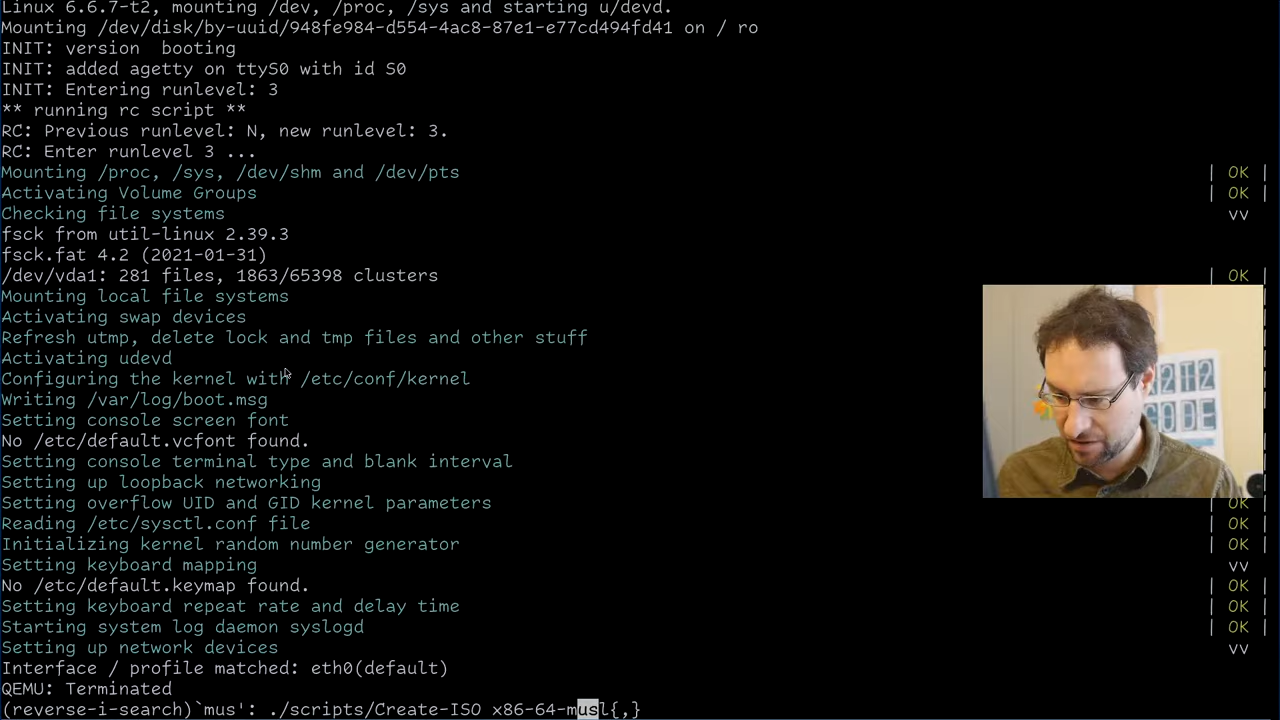 Linux 6.6.7-t2, mounting /dev, /proc, /sys and starting u/devd.
Mounting /dev/disk/by-uuid/948fe984-d554-4ac8-87e1-e77cd494fd41 on / ro
INIT: version  booting
INIT: added agetty on ttyS0 with id S0
INIT: Entering runlevel: 3
** running rc script **
RC: Previous runlevel: N, new runlevel: 3.
RC: Enter runlevel 3 ...
Mounting /proc, /sys, /dev/shm and /dev/pts | OK |
Activating Volume Groups | OK |
Checking file systems vv
fsck from util-linux 2.39.3
fsck.fat 4.2 (2021-01-31)
/dev/vda1: 281 files, 1863/65398 clusters | OK |
Mounting local file systems
Activating swap devices
Refresh utmp, delete lock and tmp files and other stuff
Activating udevd
Configuring the kernel with /etc/conf/kernel
Writing /var/log/boot.msg
Setting console screen font
No /etc/default.vcfont found.
Setting console terminal type and blank interval
Setting up loopback networking
Setting overflow UID and GID kernel parameters | OK |
Reading /etc/sysctl.conf file | OK |
Initializing kernel random number generator | OK |
Setting keyboard mapping vv
No /etc/default.keymap found. | OK |
Setting keyboard repeat rate and delay time | OK |
Starting system log daemon syslogd | OK |
Setting up network devices vv
Interface / profile matched: eth0(default)
QEMU: Terminated
(reverse-i-search)`mus': ./scripts/Create-ISO x86-64-musl{,}